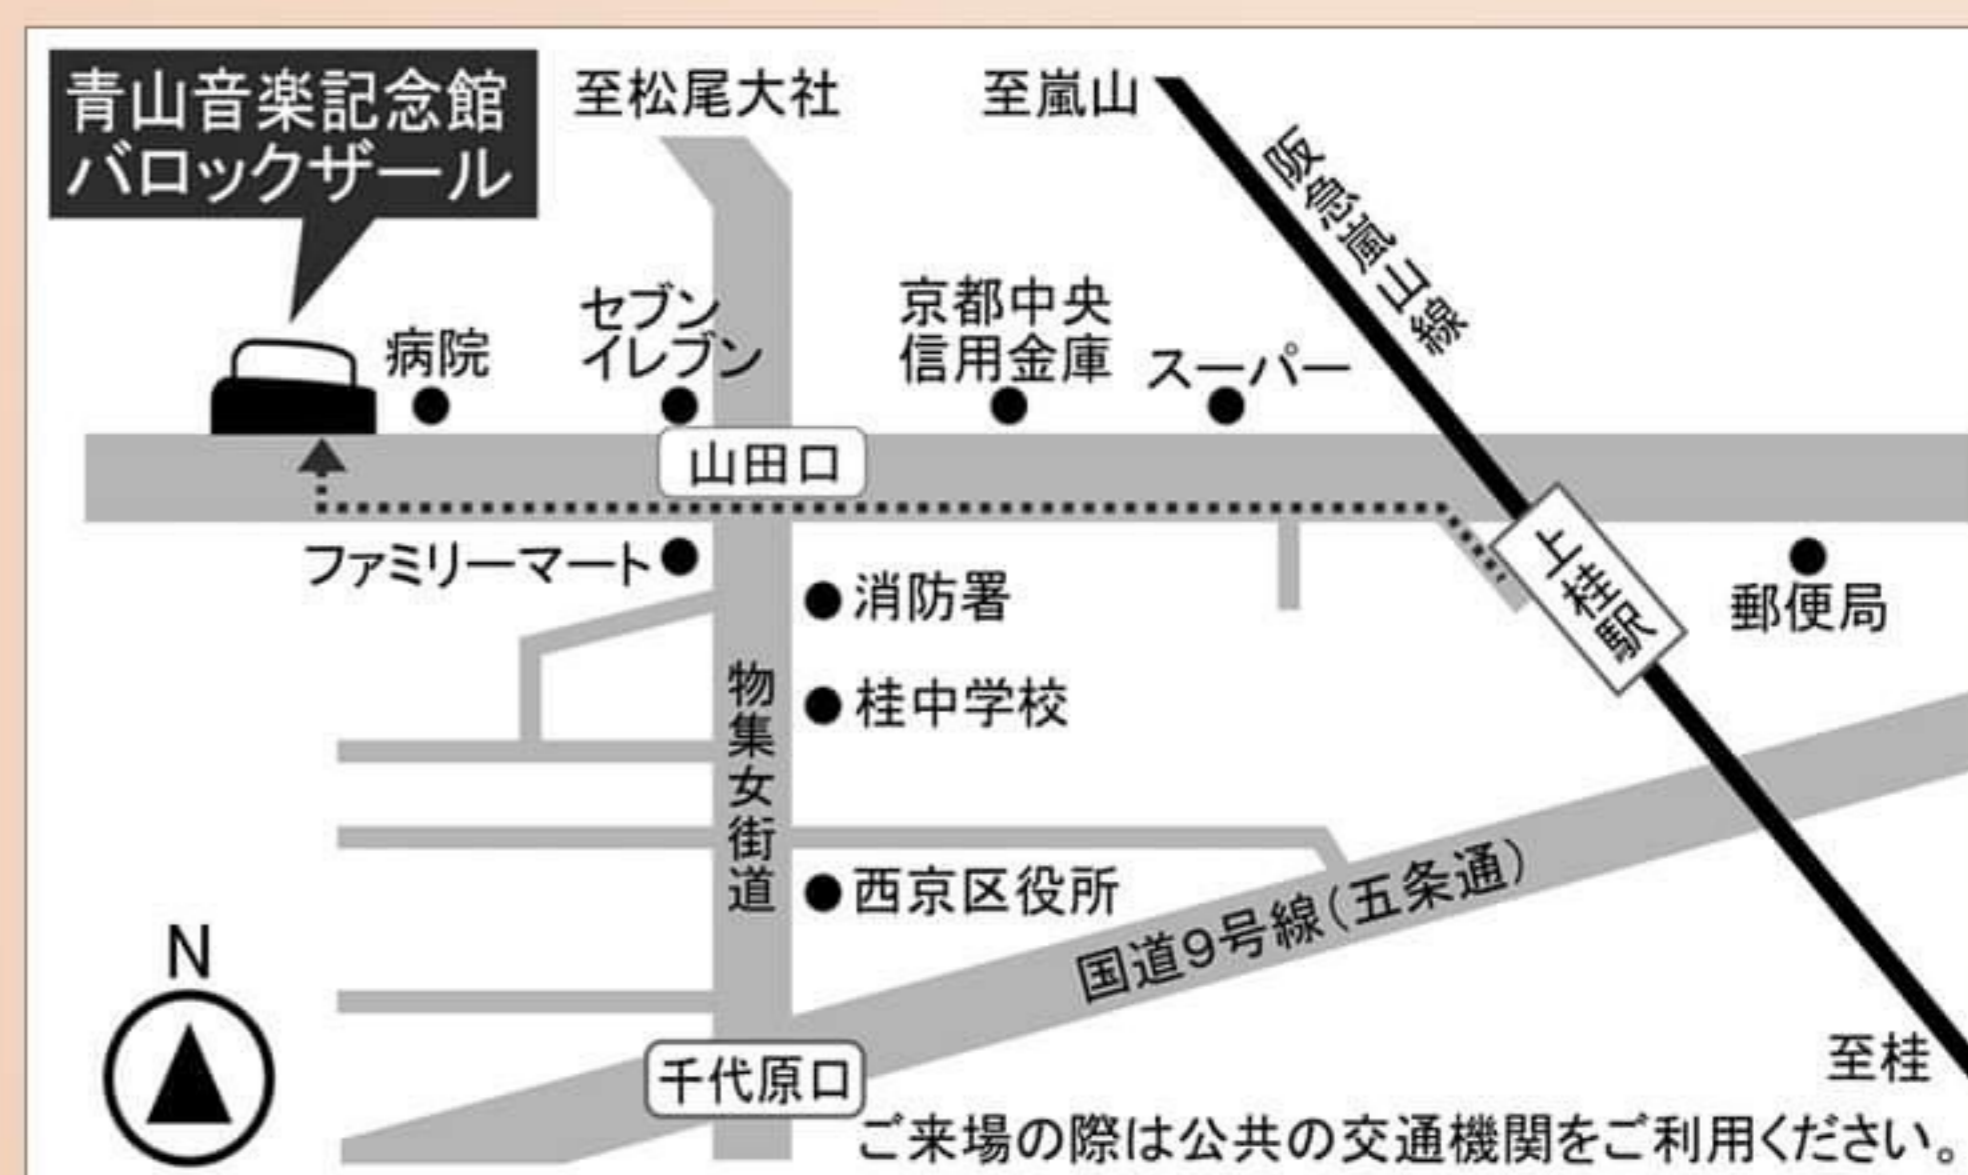 青山音楽記念館
バロックザール
至松尾大社
至嵐山
阪急嵐山線
病院
セブン
イレブン
京都中央
信用金庫
スーパー
山田口
上桂駅
ファミリーマート
消防署
郵便局
桂中学校
物集女街道
西京区役所
国道9号線(五条通)
N
千代原口
至桂
ご来場の際は公共の交通機関をご利用ください。